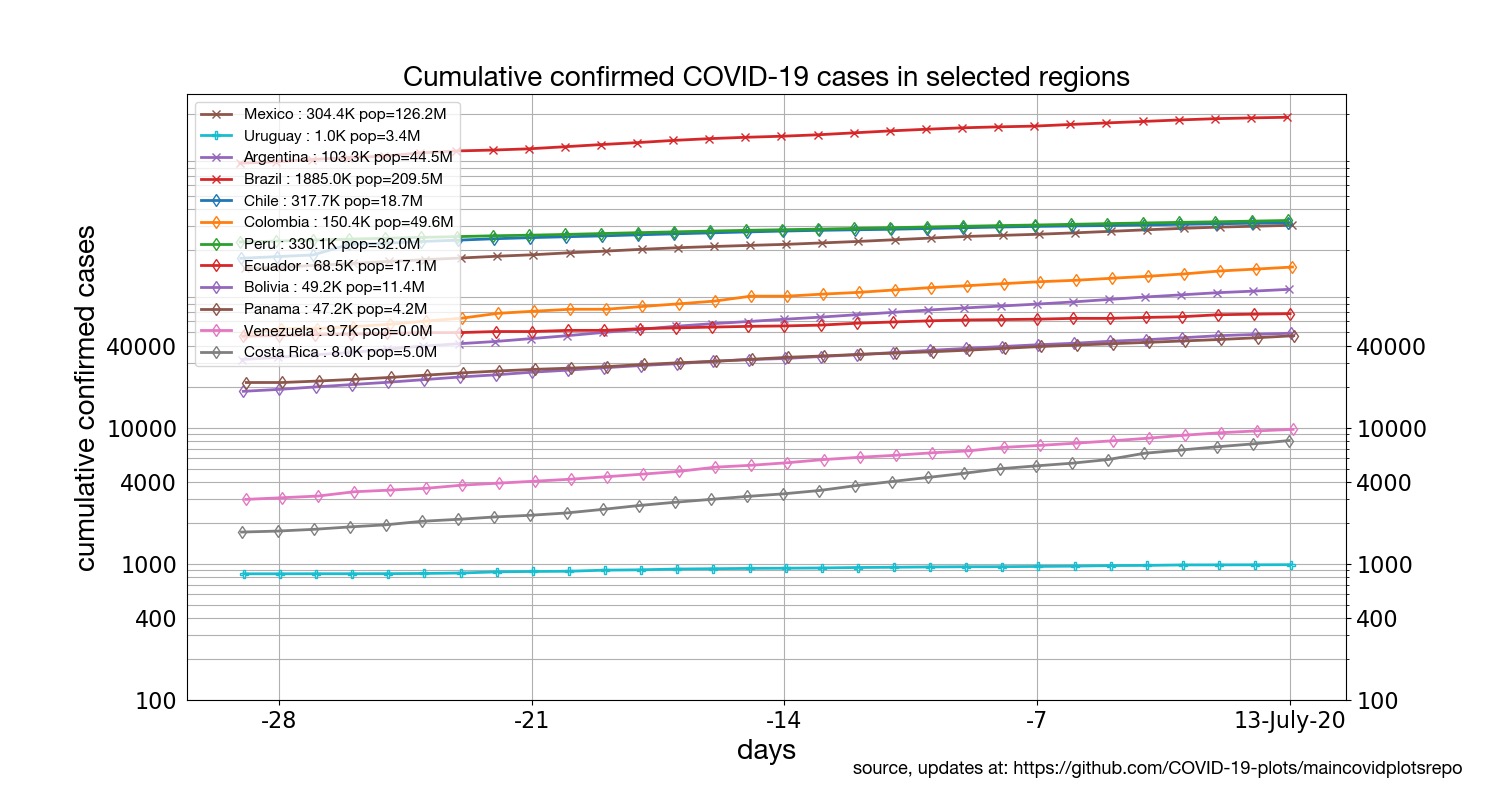 Cumulative confirmed COVID-19 cases in selected regions
Mexico : 304.4K pop=126.2M
Uruguay : 1.0K pop=3.4M
Argentina : 103.3K pop=44.5M
Brazil : 1885.0K pop=209.5M
Chile : 317.7K pop=18.7M
Colombia : 150.4K pop=49.6M
Peru : 330.1K pop=32.0M
Ecuador : 68.5K pop=17.1M
Bolivia : 49.2K pop=11.4M
Panama : 47.2K pop=4.2M
Venezuela : 9.7K pop=0.0M
Costa Rica : 8.0K pop=5.0M
cumulative confirmed cases
40000
10000
4000
1000
400
100
40000
10000
4000
1000
400
100
-28 -21 -14 -7 13-July-20
days
source, updates at: https://github.com/COVID-19-plots/maincovidplotsrepo